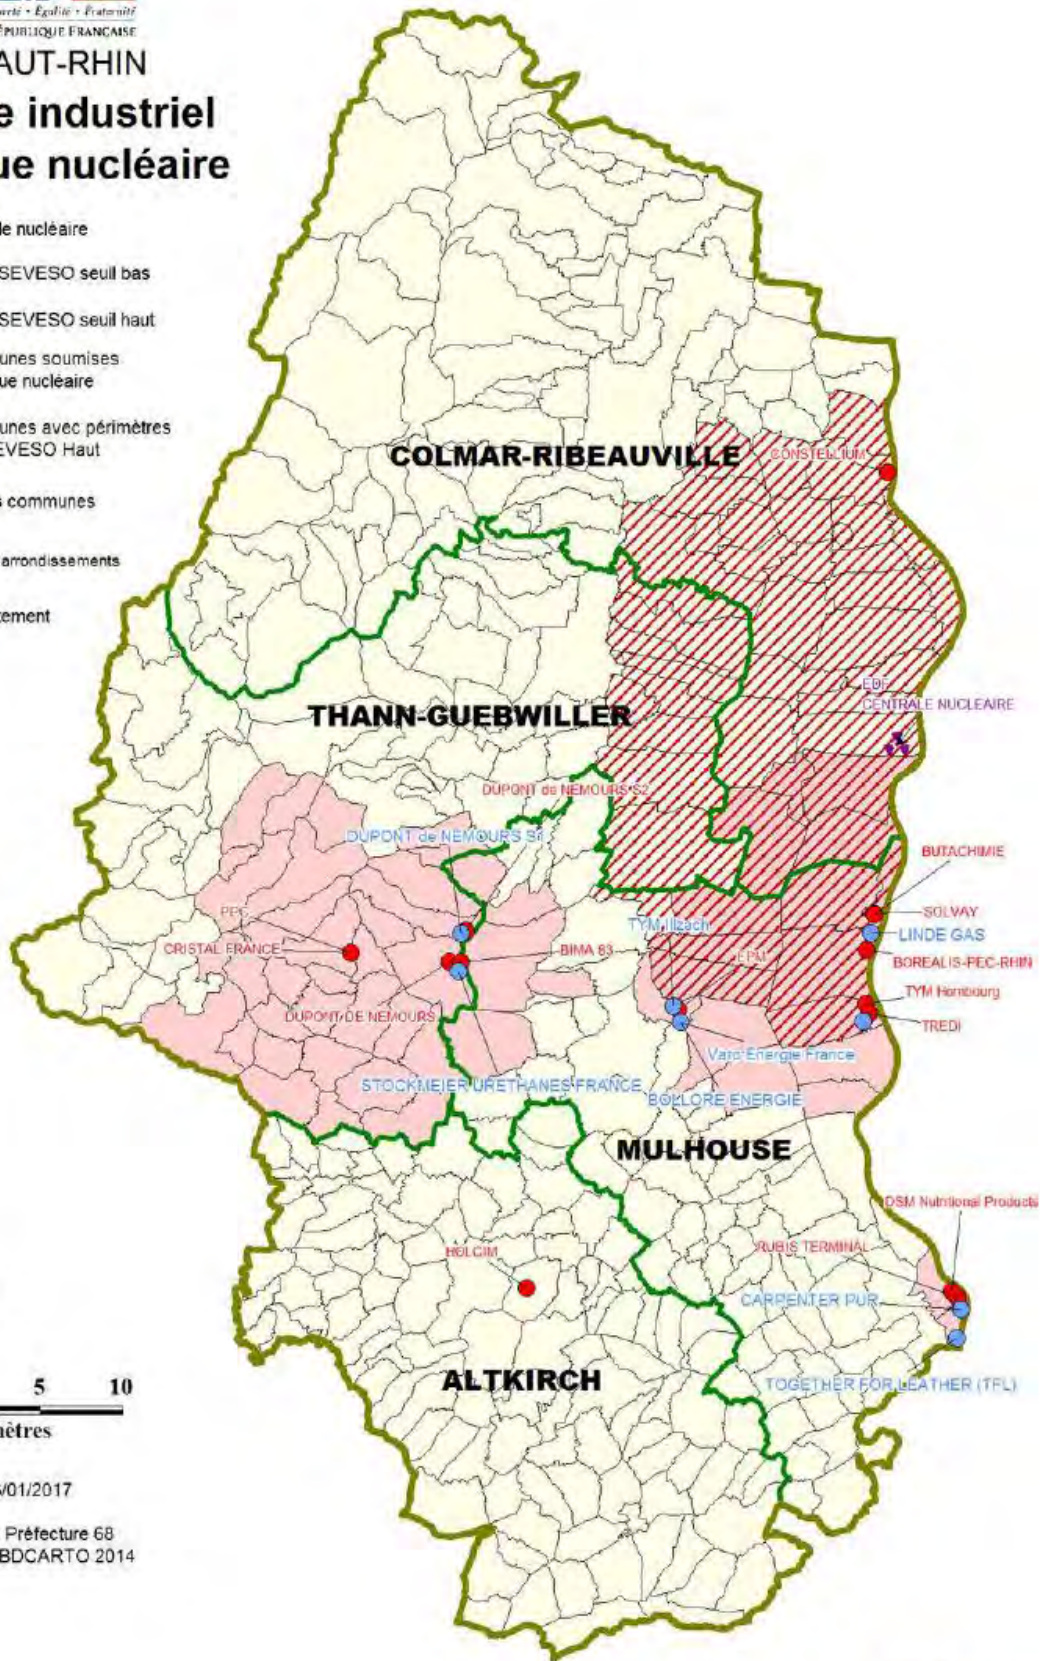 Égalité • Fraternité
RÉPUBLIQUE FRANÇAISE
AUT-RHIN
e industriel
ue nucléaire
le nucléaire
SEVESO seuil bas
SEVESO seuil haut
unes soumises
ue nucléaire
unes avec périmètres
EVESO Haut
s communes
arrondissements
tement
COLMAR-RIBEAUVILLE
CONSTELLIUM
EDF
CENTRALE NUCLEAIRE
THANN-GUEBWILLER
DUPONT de NEMOURS S2
DUPONT de NEMOURS S1
BUTACHIMIE
PPC
SOLVAY
TYM Illzach
LINDE GAS
CRISTAL FRANCE
BIMA 83
EPM
BOREALIS-PEC-RHIN
TYM Hombourg
DUPONT DE NEMOURS
TREDI
Varo Energie France
STOCKMEIER URETHANES FRANCE
BOLLORE ENERGIE
MULHOUSE
DSM Nutritional Products
HOLCIM
RUBIS TERMINAL
CARPENTER PUR
ALTKIRCH
TOGETHER FOR LEATHER (TFL)
5 10
mètres
/01/2017
Préfecture 68
BDCARTO 2014